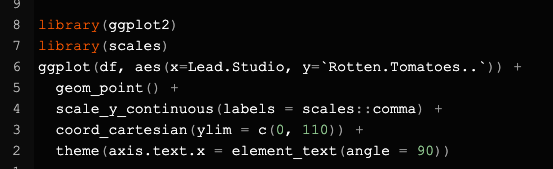 9
8 library(ggplot2)
7 library(scales)
6 ggplot(df, aes(x=Lead.Studio, y=`Rotten.Tomatoes..`)) +
5   geom_point() +
4   scale_y_continuous(labels = scales::comma) +
3   coord_cartesian(ylim = c(0, 110)) +
2   theme(axis.text.x = element_text(angle = 90))
1